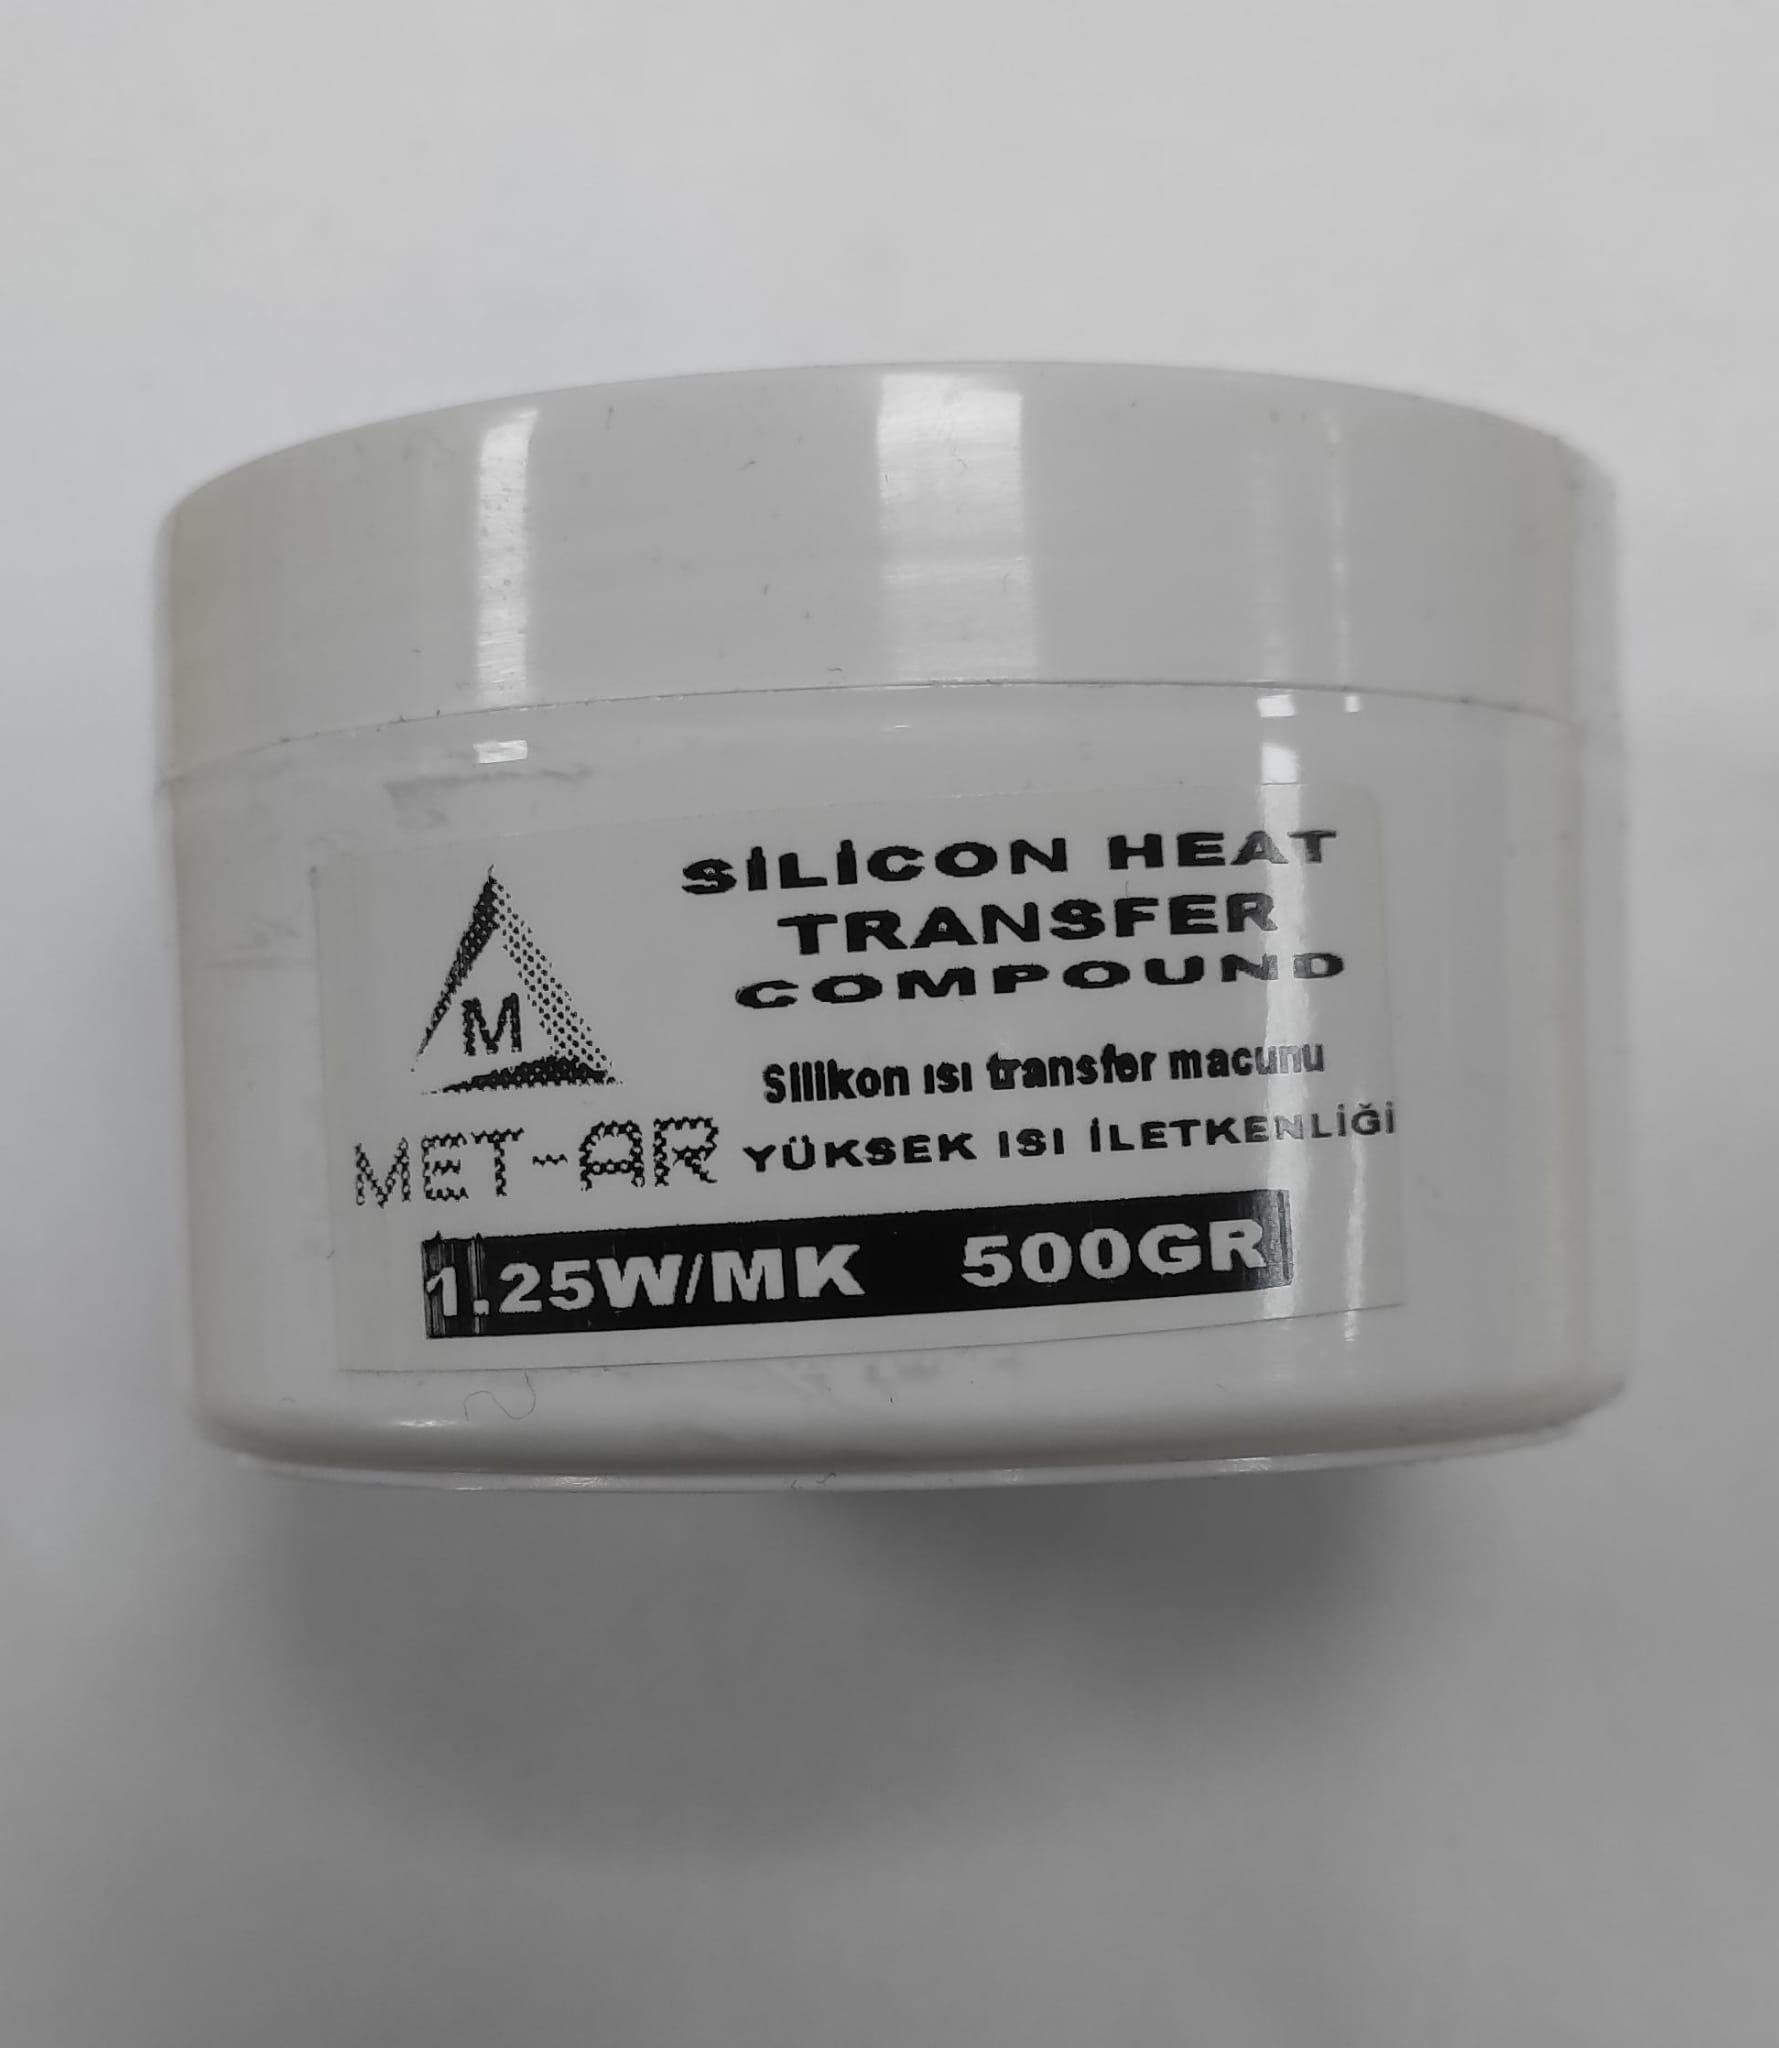 SİLİCON HEAT
TRANSFER
COMPOUND
M
Silikon ısı transfer macunu
MET-AR
YÜKSEK ISI İLETKENLİĞİ
1.25W/MK 500GR